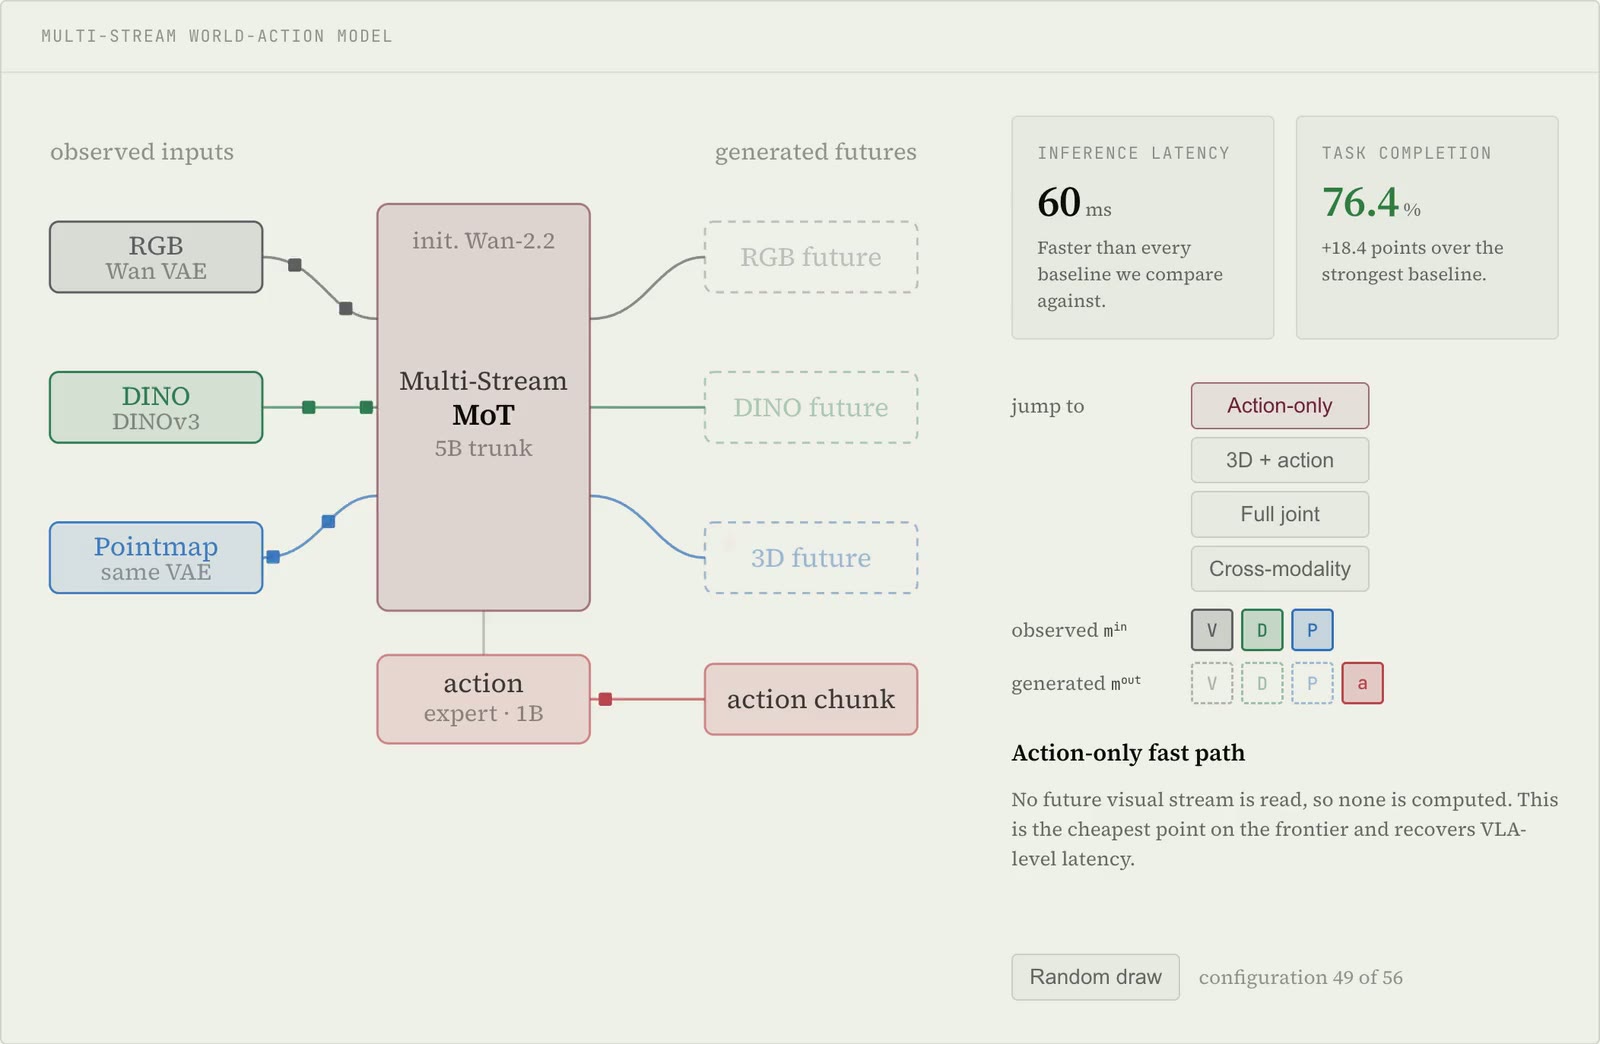 MULTI-STREAM WORLD-ACTION MODEL
observed inputs
generated futures
RGB
Wan VAE
DINO
DINOv3
Pointmap
same VAE
init. Wan-2.2
Multi-Stream
MoT
5B trunk
action
expert · 1B
RGB future
DINO future
3D future
action chunk
INFERENCE LATENCY
60 ms
Faster than every
baseline we compare
against.
TASK COMPLETION
76.4 %
+18.4 points over the
strongest baseline.
jump to
Action-only
3D + action
Full joint
Cross-modality
observed mⁱⁿ V D P
generated mᵒᵘᵗ V D P a
Action-only fast path
No future visual stream is read, so none is computed. This
is the cheapest point on the frontier and recovers VLA-
level latency.
Random draw
configuration 49 of 56